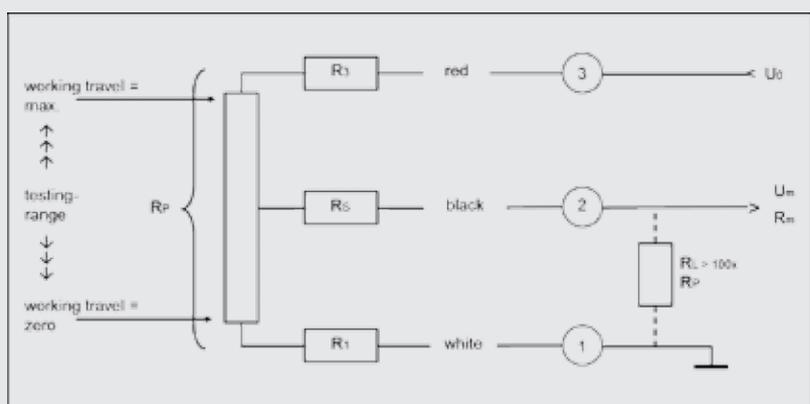 working travel =
max.
testing-
range
working travel =
zero
RP
R3
red
3
U0
RS
black
2
Um
Rm
RL > 100x
RP
R1
white
1